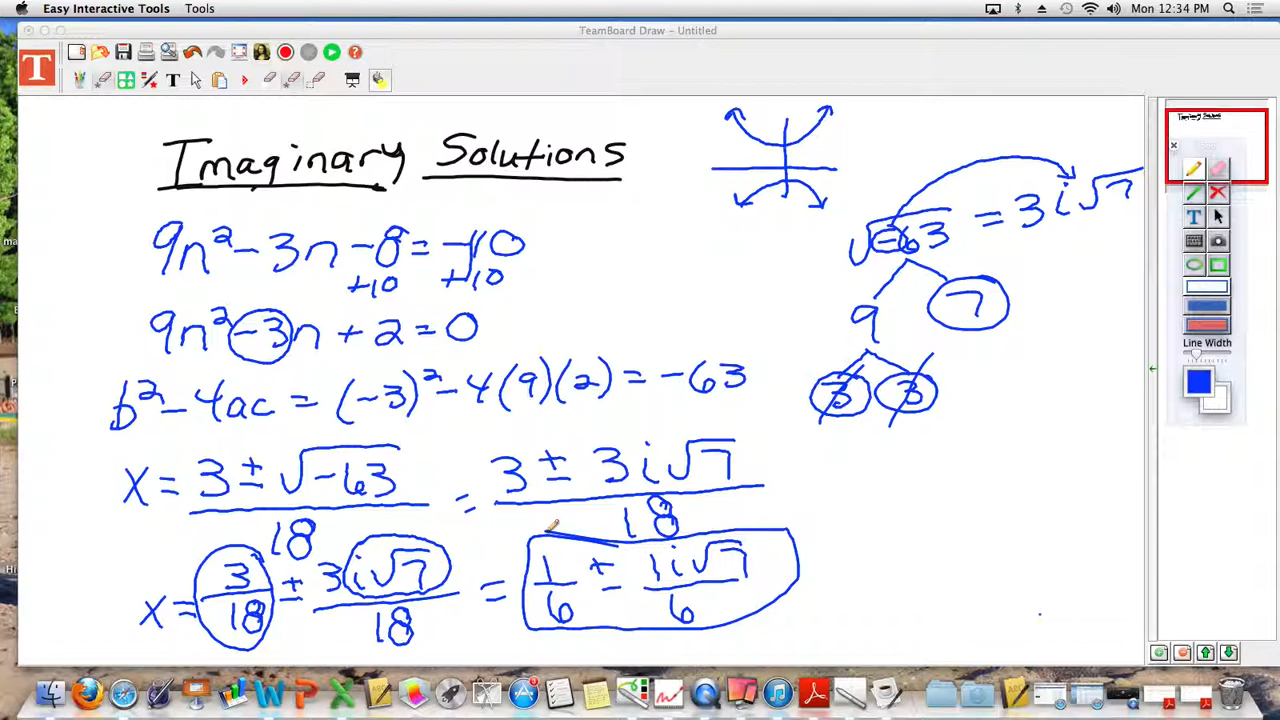 Easy Interactive Tools Tools Mon 12:34 PM
TeamBoard Draw – Untitled
Imaginary Solutions
9n² - 3n - 8 = -10
+10 +10
9n² - 3n + 2 = 0
b² - 4ac = (-3)² - 4(9)(2) = -63
x = 3 ± √-63 / 18 = 3 ± 3i√7 / 18
x = 3/18 ± 3i√7 / 18 = 1/6 ± 1i√7 / 6
√-63 = 3i√7
9 7
3 3
Imaginary Solutions
Line Width